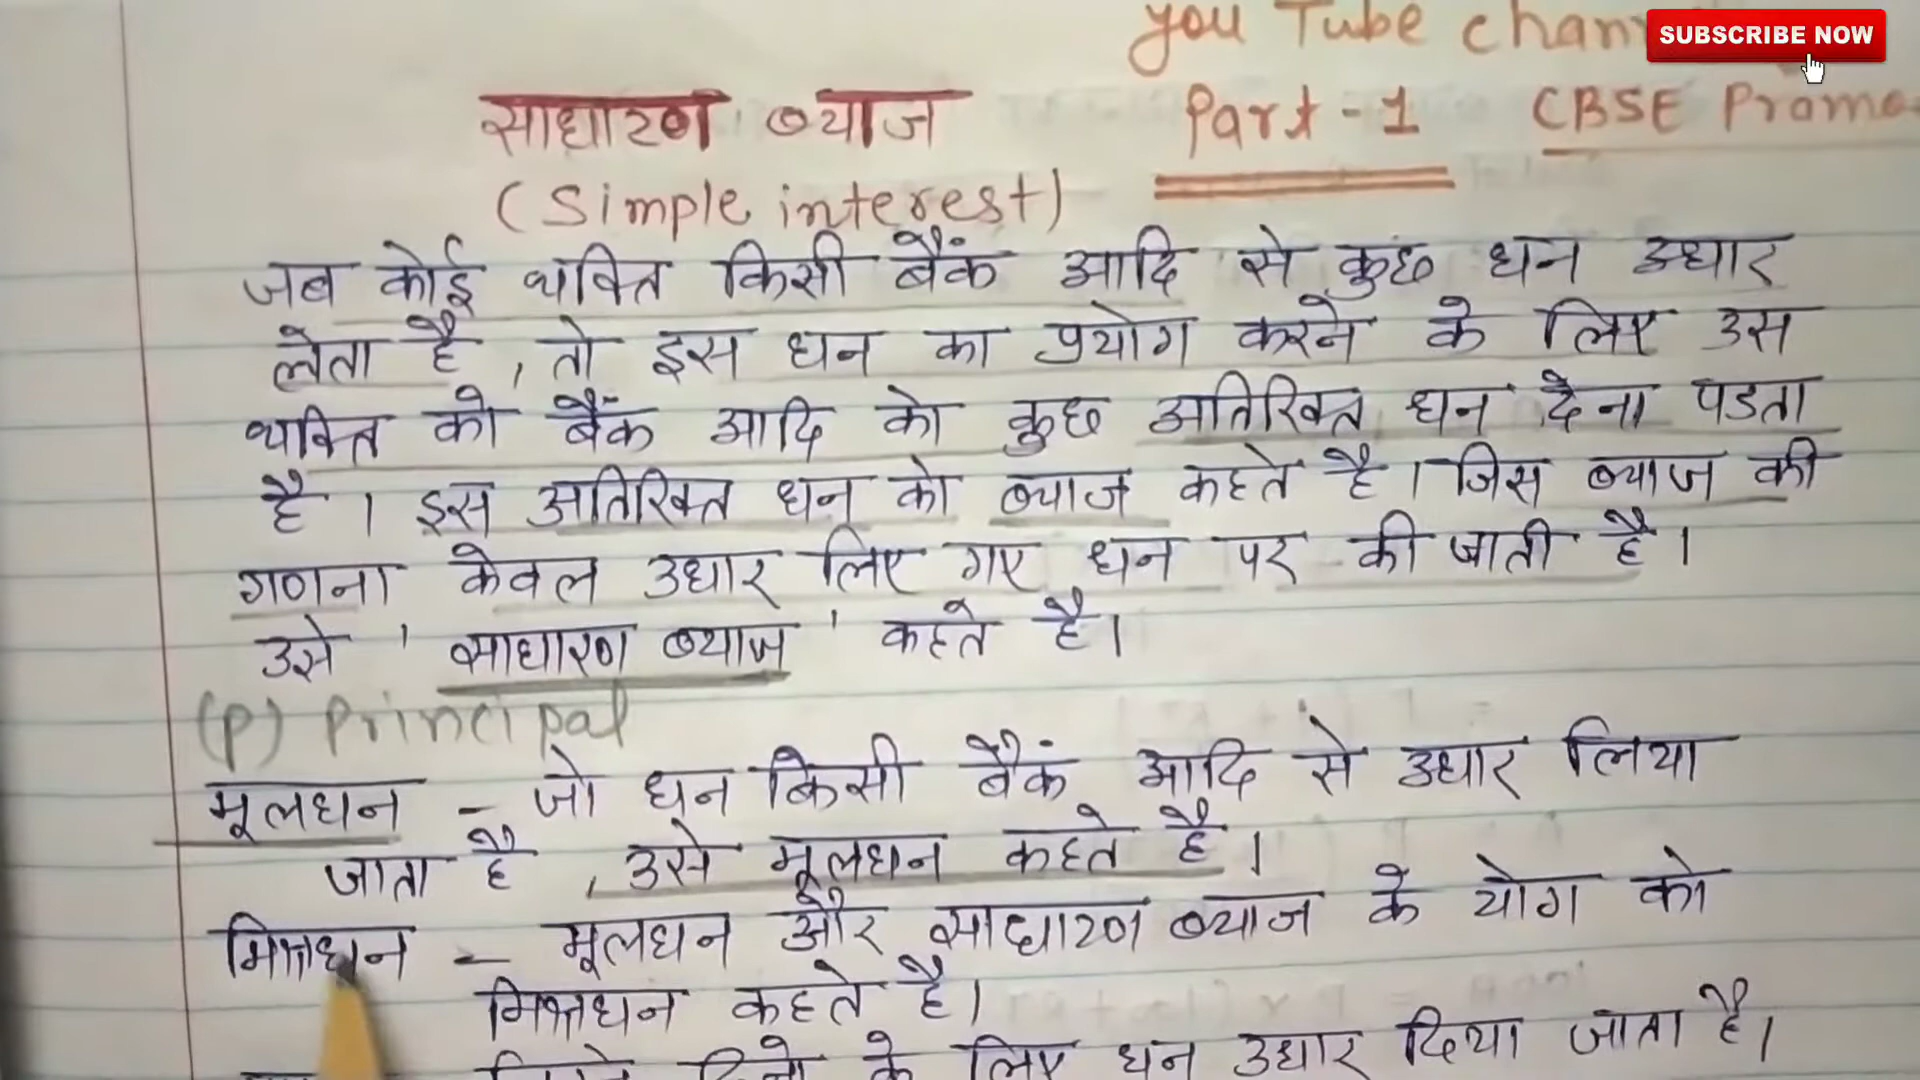 you Tube chann
SUBSCRIBE NOW
साधारण ब्याज Part - 1 CBSE Prama
(Simple interest)
जब कोई व्यक्ति किसी बैंक आदि से कुछ धन उधार
लेता है, तो इस धन का प्रयोग करने के लिए उस
व्यक्ति को बैंक आदि को कुछ अतिरिक्त धन देना पडता
है। इस अतिरिक्त धन को ब्याज कहते है। जिस ब्याज की
गणना केवल उधार लिए गए धन पर की जाती है।
उसे 'साधारण ब्याज' कहते है।
(P) Principal
मूलधन - जो धन किसी बैंक आदि से उधार लिया
जाता है, उसे मूलधन कहते है।
मिश्रधन - मूलधन और साधारण ब्याज के योग को
मिश्रधन कहते है।
के लिए धन उधार दिया जाता है।